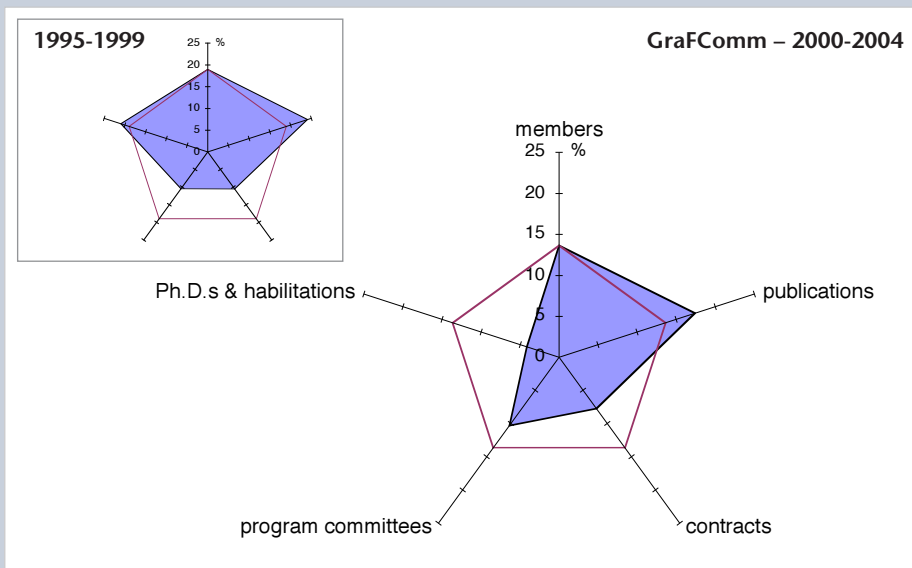 1995-1999
25 %
20
15
10
5
0
GraFComm – 2000-2004
members
25 %
20
15
10
5
0
Ph.D.s & habilitations
publications
program committees
contracts